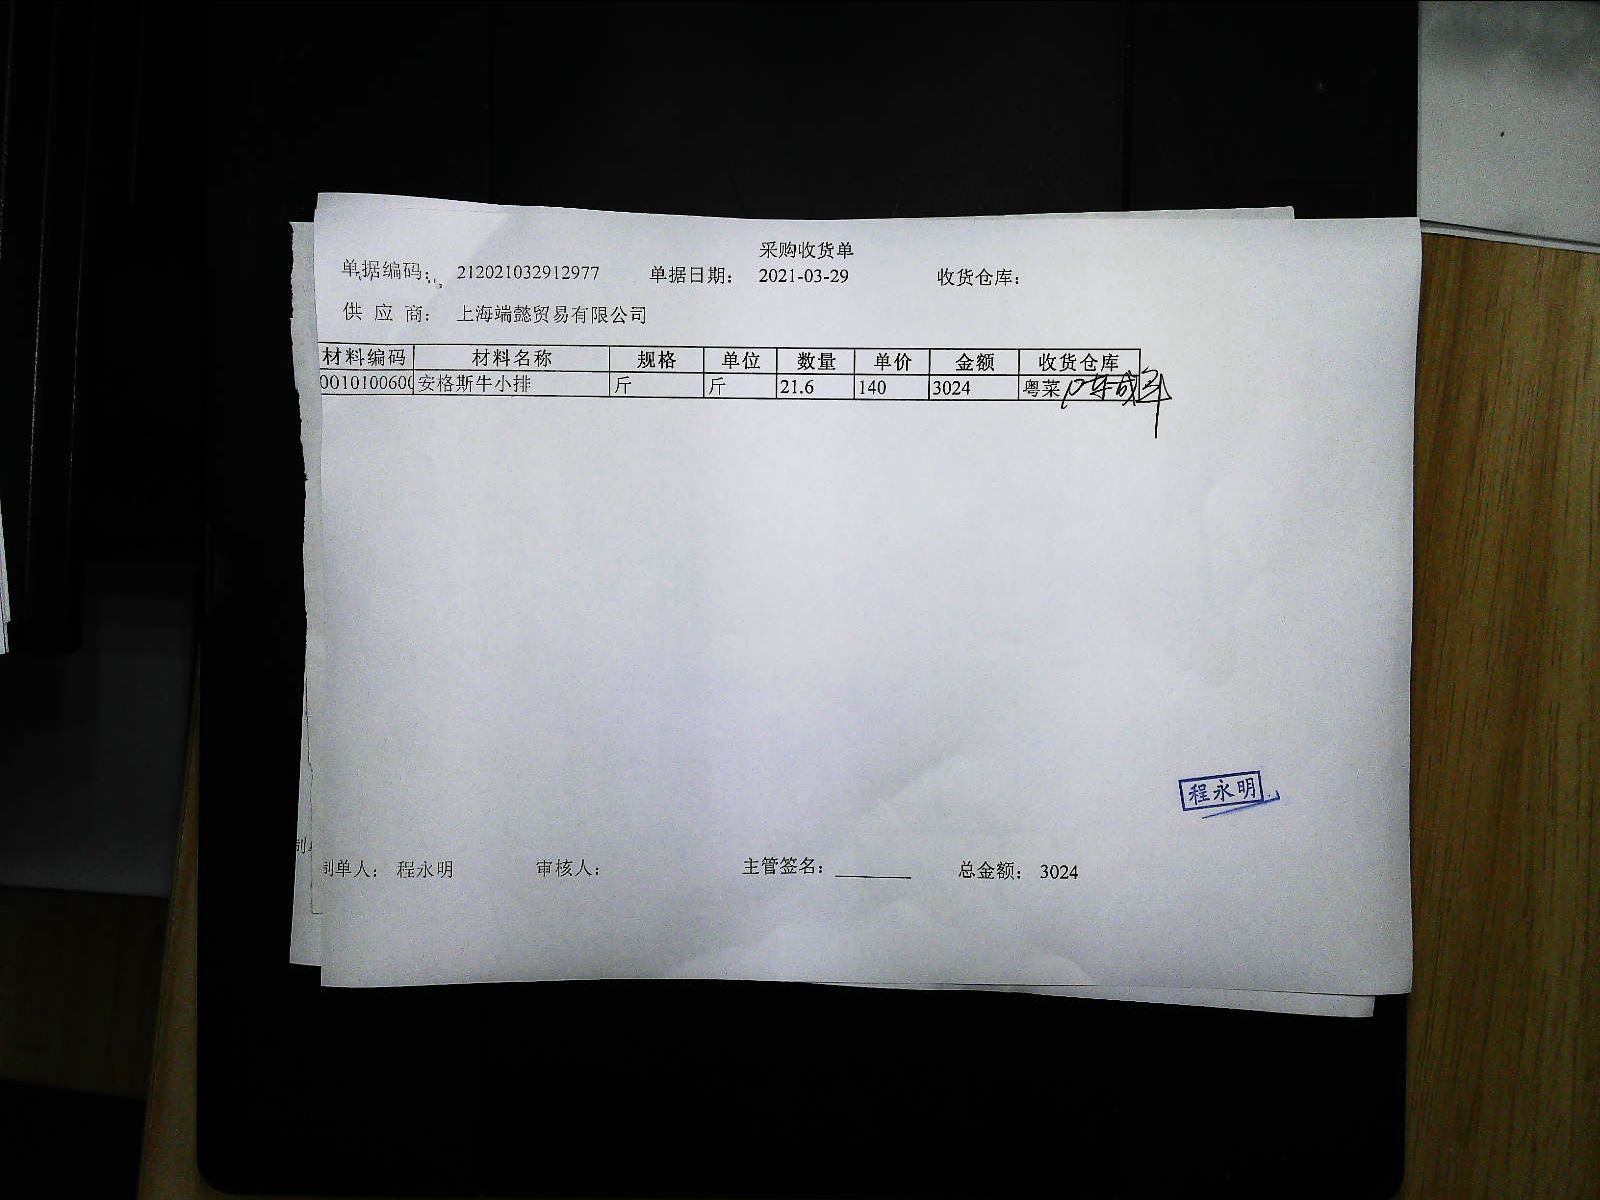 采购收货单
单据编码： 212021032912977 单据日期： 2021-03-29 收货仓库：
供 应 商： 上海端懿贸易有限公司
材料编码 材料名称 规格 单位 数量 单价 金额 收货仓库
0010100600 安格斯牛小排 斤 斤 21.6 140 3024 粤菜
程永明
制单人： 程永明 审核人： 主管签名： 总金额： 3024